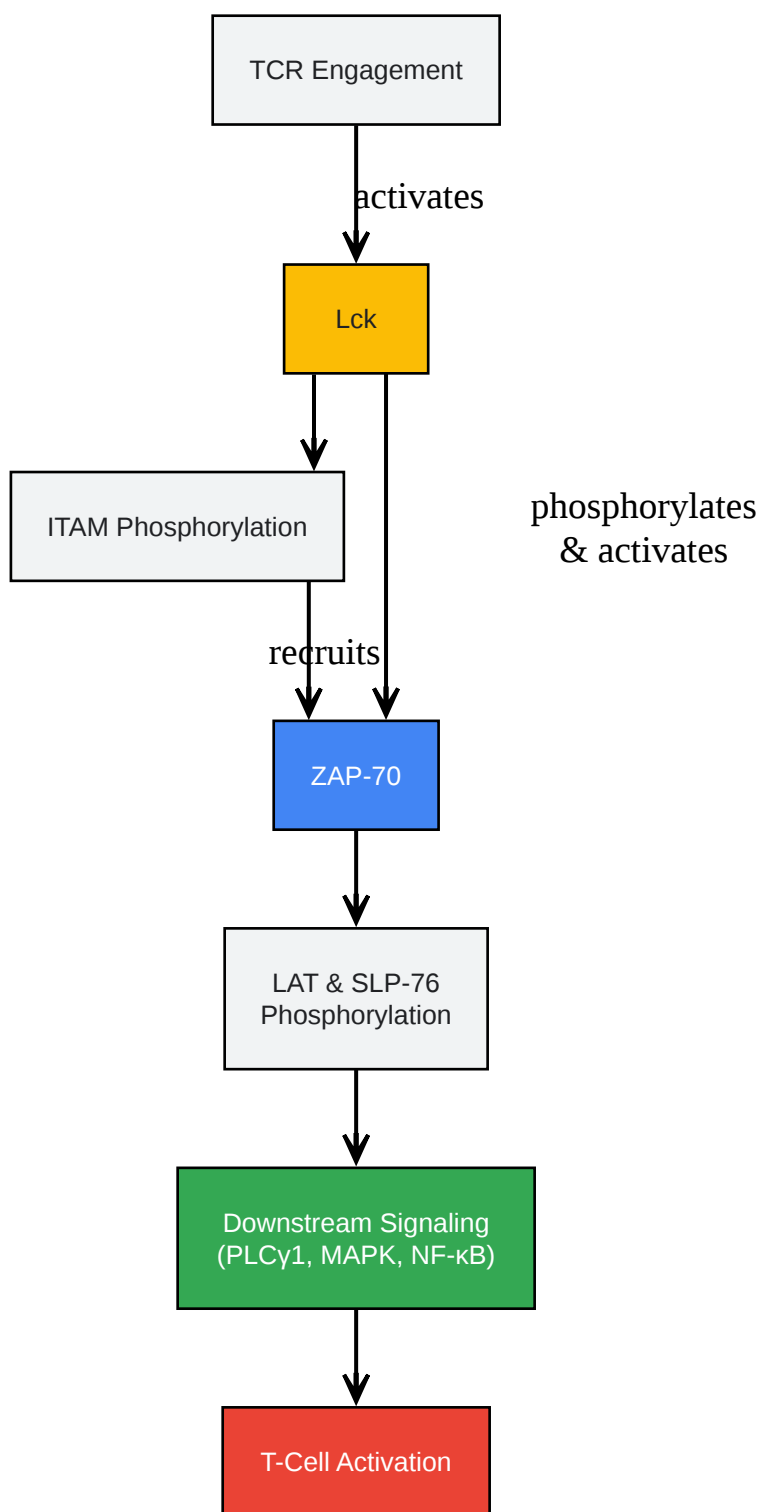 TCR Engagement
activates
Lck
phosphorylates
& activates
ITAM Phosphorylation
recruits
ZAP-70
LAT & SLP-76
Phosphorylation
Downstream Signaling
(PLCγ1, MAPK, NF-κB)
T-Cell Activation